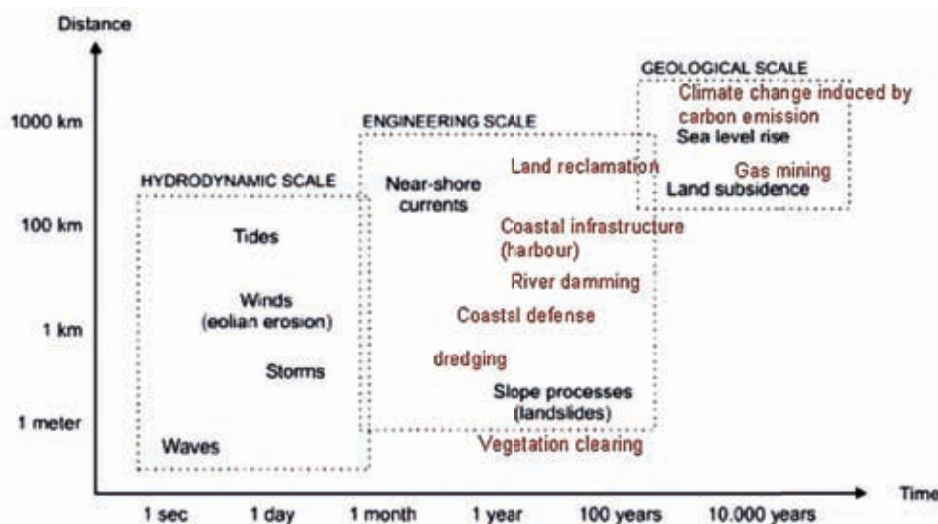 Distance
GEOLOGICAL SCALE
Climate change induced by
carbon emission
1000 km
ENGINEERING SCALE
Sea level rise
Land reclamation
Gas mining
HYDRODYNAMIC SCALE
Near-shore
currents
Land subsidence
100 km
Tides
Coastal infrastructure
(harbour)
River damming
Winds
(eolian erosion)
Coastal defense
1 km
dredging
Storms
Slope processes
(landslides)
1 meter
Waves
Vegetation clearing
Time
1 sec
1 day
1 month
1 year
100 years
10.000 years